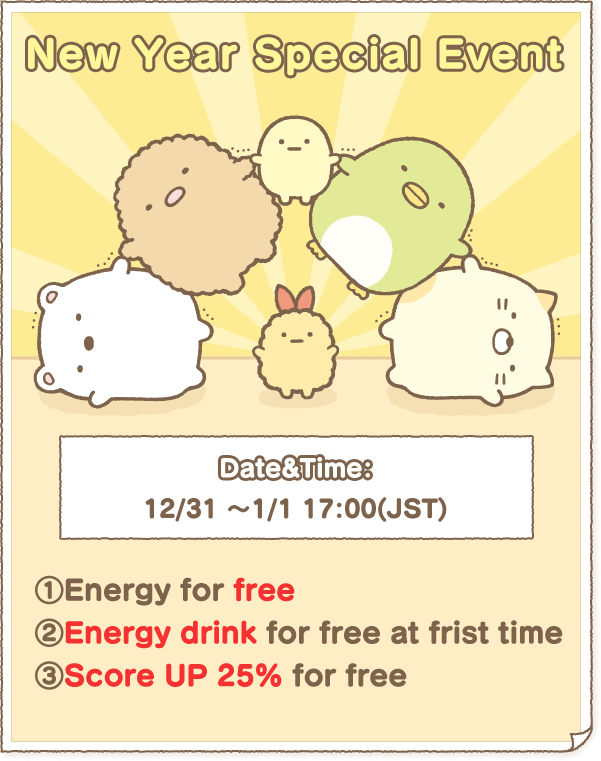 New Year Special Event
Date&Time:
12/31 ～1/1 17:00(JST)
①Energy for free
②Energy drink for free at frist time
③Score UP 25% for free